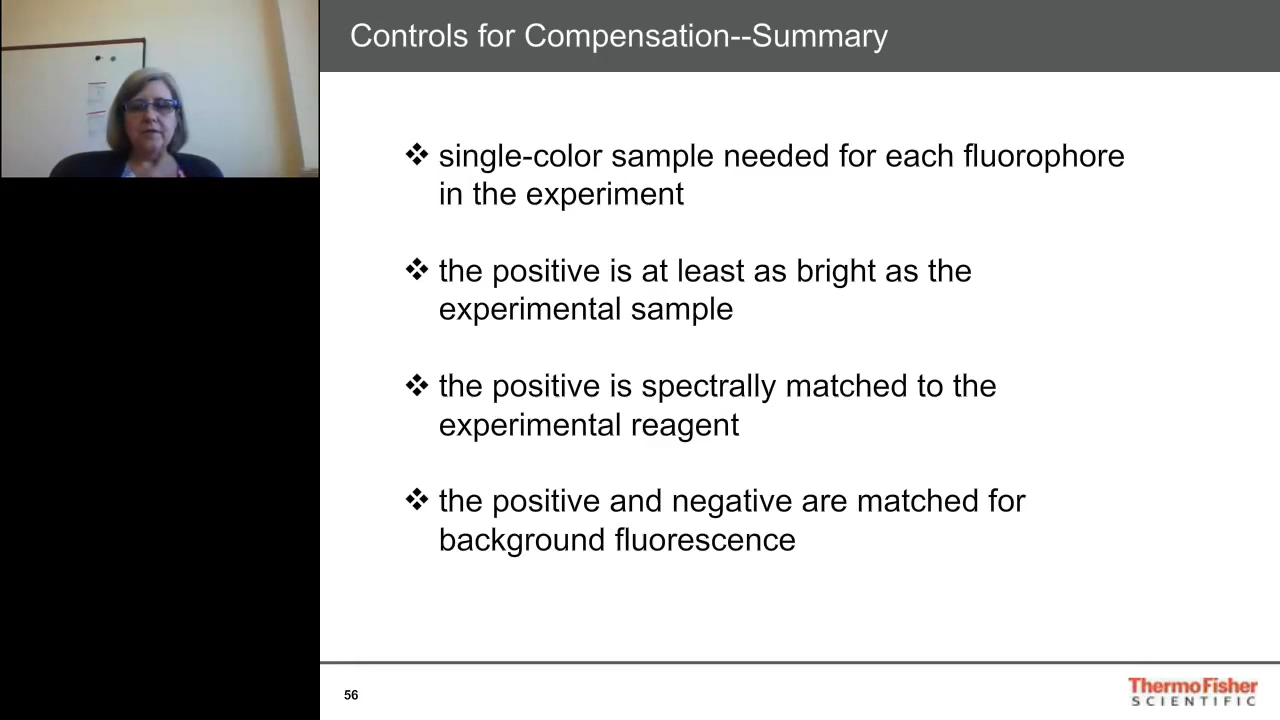 Controls for Compensation--Summary
❖ single-color sample needed for each fluorophore
in the experiment
❖ the positive is at least as bright as the
experimental sample
❖ the positive is spectrally matched to the
experimental reagent
❖ the positive and negative are matched for
background fluorescence
56
ThermoFisher
SCIENTIFIC